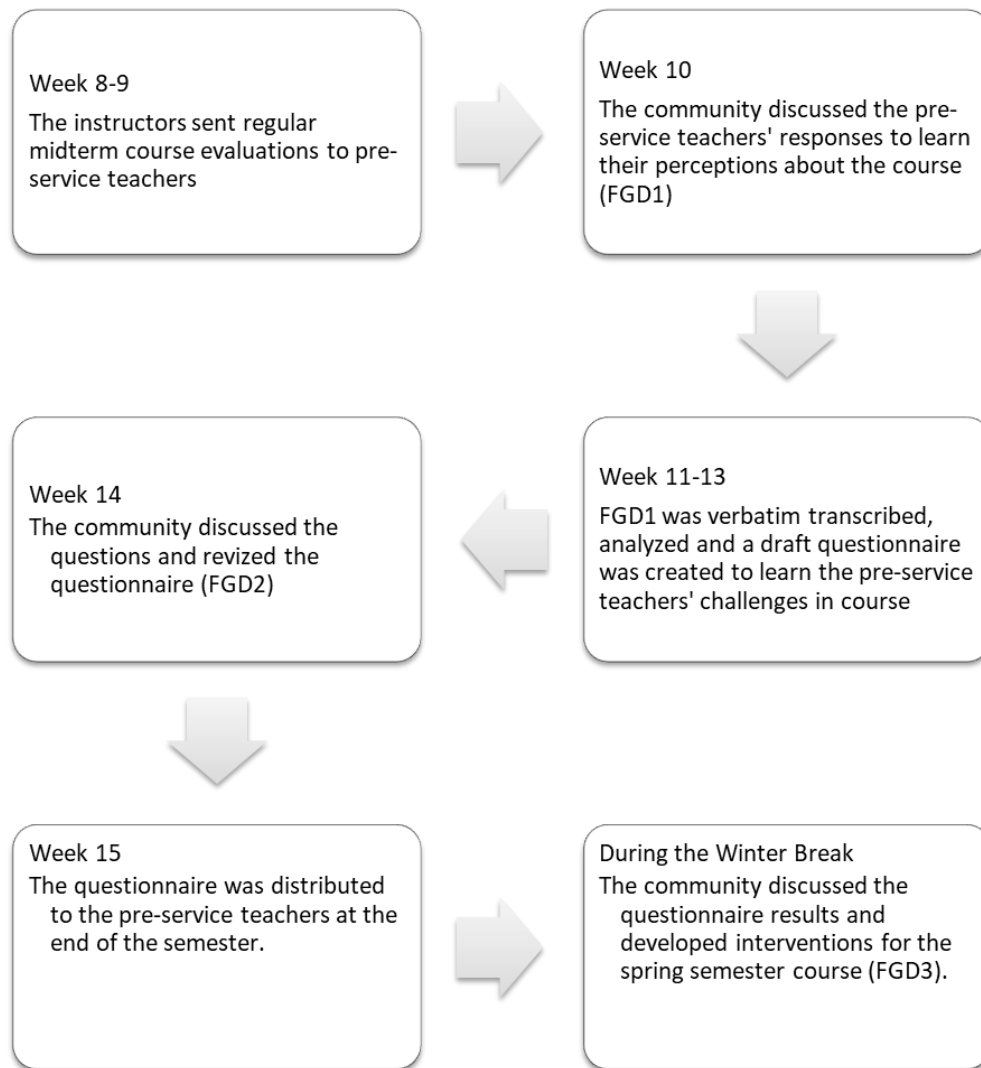 Week 8-9
The instructors sent regular
midterm course evaluations to pre-
service teachers
Week 10
The community discussed the pre-
service teachers' responses to learn
their perceptions about the course
(FGD1)
Week 11-13
FGD1 was verbatim transcribed,
analyzed and a draft questionnaire
was created to learn the pre-service
teachers' challenges in course
Week 14
The community discussed the
questions and revized the
questionnaire (FGD2)
Week 15
The questionnaire was distributed
to the pre-service teachers at the
end of the semester.
During the Winter Break
The community discussed the
questionnaire results and
developed interventions for the
spring semester course (FGD3).